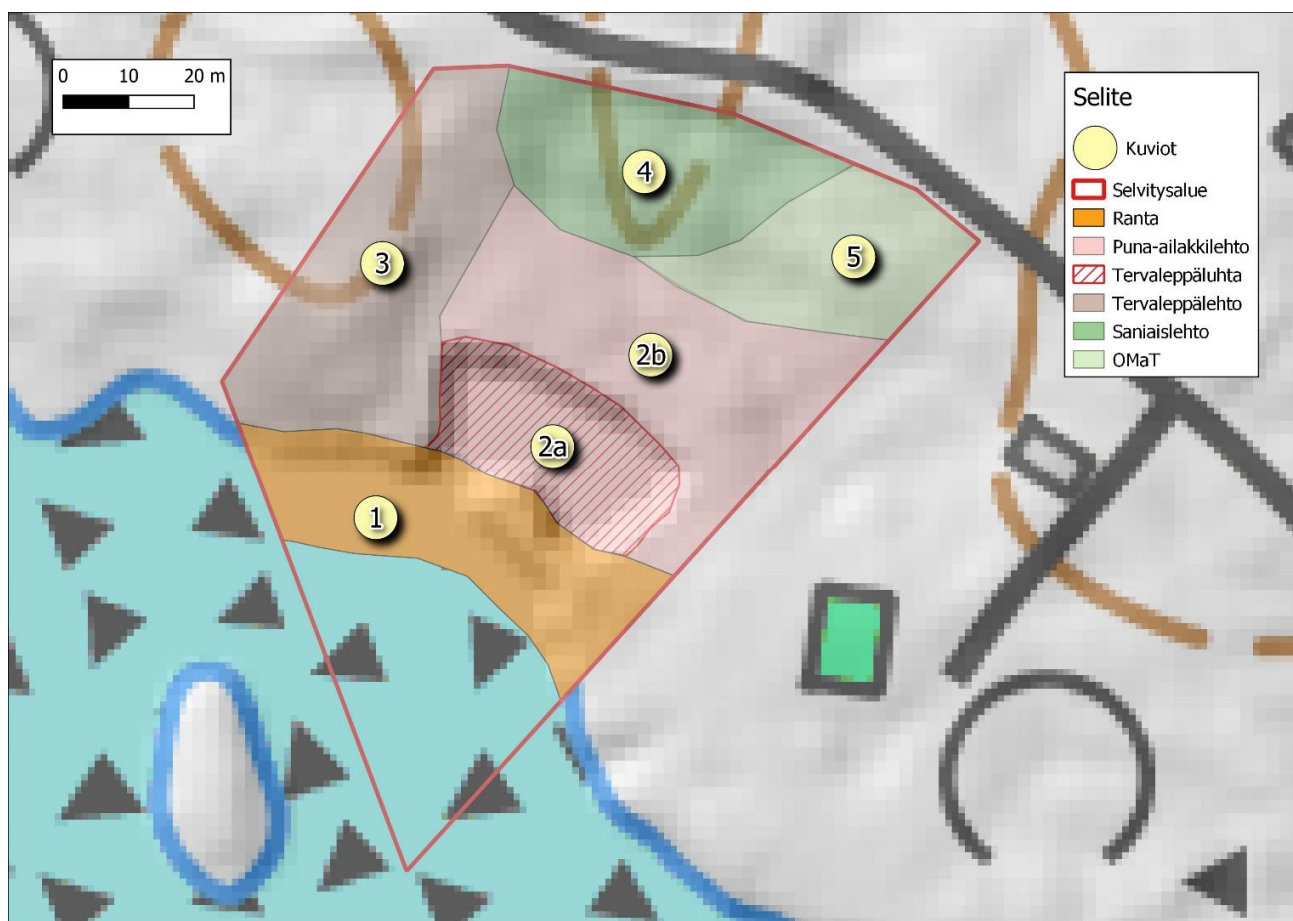 0 10 20 m
Selite
Kuviot
Selvitysalue
Ranta
Puna-ailakkilehto
Tervaleppäluhta
Tervaleppälehto
Saniaislehto
OMaT
4
5
3
2b
2a
1